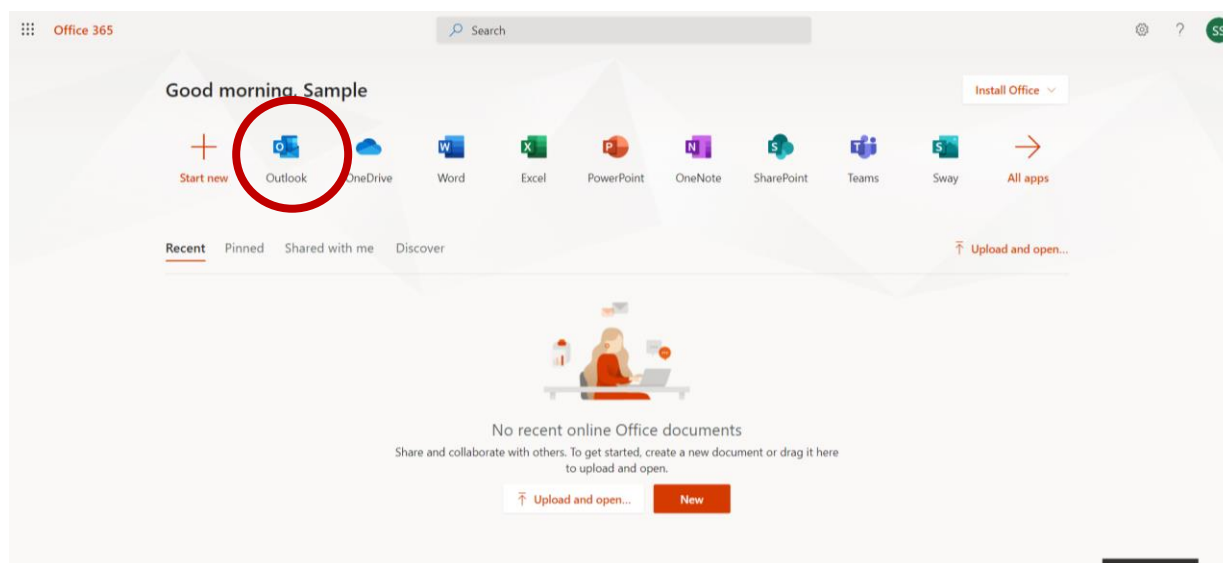 Office 365
Search
?
SS
Good morning, Sample
Install Office
Start new
Outlook
OneDrive
Word
Excel
PowerPoint
OneNote
SharePoint
Teams
Sway
All apps
Recent
Pinned
Shared with me
Discover
Upload and open...
No recent online Office documents
Share and collaborate with others. To get started, create a new document or drag it here
to upload and open.
Upload and open...
New